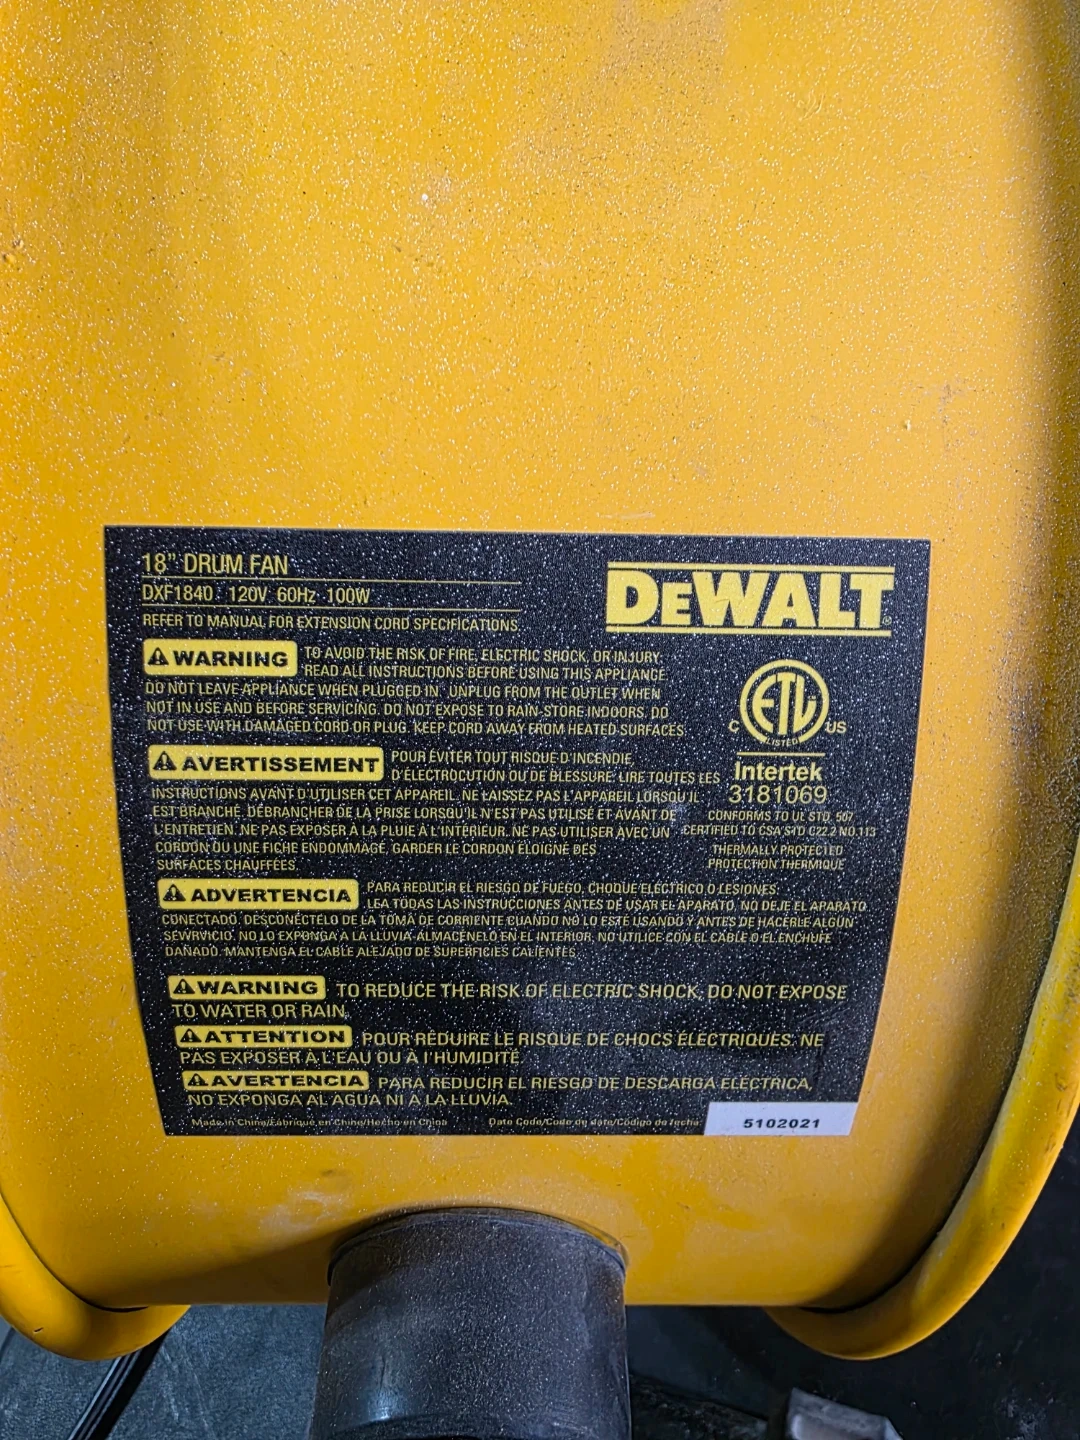 18" DRUM FAN
DXF1840 120V 60Hz 100W
REFER TO MANUAL FOR EXTENSION CORD SPECIFICATIONS
DEWALT
WARNING TO AVOID THE RISK OF FIRE, ELECTRIC SHOCK, OR INJURY,
READ ALL INSTRUCTIONS BEFORE USING THIS APPLIANCE.
DO NOT LEAVE APPLIANCE WHEN PLUGGED IN. UNPLUG FROM THE OUTLET WHEN
NOT IN USE AND BEFORE SERVICING. DO NOT EXPOSE TO RAIN-STORE INDOORS. DO
NOT USE WITH DAMAGED CORD OR PLUG. KEEP CORD AWAY FROM HEATED SURFACES.
ETL
LISTED
C US
Intertek
3181069
CONFORMS TO UL STD. 507
CERTIFIED TO CSA STD C22.2 NO.113
THERMALLY PROTECTED
PROTECTION THERMIQUE
AVERTISSEMENT POUR ÉVITER TOUT RISQUE D'INCENDIE,
D'ÉLECTROCUTION OU DE BLESSURE, LIRE TOUTES LES
INSTRUCTIONS AVANT D'UTILISER CET APPAREIL. NE LAISSEZ PAS L'APPAREIL LORSQU'IL
EST BRANCHÉ. DÉBRANCHER DE LA PRISE LORSQU'IL N'EST PAS UTILISÉ ET AVANT DE
L'ENTRETIEN. NE PAS EXPOSER À LA PLUIE À L'INTÉRIEUR. NE PAS UTILISER AVEC UN
CORDON OU UNE FICHE ENDOMMAGÉ, GARDER LE CORDON ÉLOIGNÉ DES
SURFACES CHAUFFÉES.
ADVERTENCIA PARA REDUCIR EL RIESGO DE FUEGO, CHOQUE ELÉCTRICO O LESIONES:
LEA TODAS LAS INSTRUCCIONES ANTES DE USAR EL APARATO. NO DEJE EL APARATO
CONECTADO. DESCONÉCTELO DE LA TOMA DE CORRIENTE CUANDO NO LO ESTÉ USANDO Y ANTES DE HACERLE ALGÚN
SEWRVICIO. NO LO EXPONGA A LA LLUVIA-ALMACÉNELO EN EL INTERIOR. NO UTILICE CON EL CABLE O EL ENCHUFE
DAÑADO. MANTENGA EL CABLE ALEJADO DE SUPERFICIES CALIENTES.
WARNING TO REDUCE THE RISK OF ELECTRIC SHOCK, DO NOT EXPOSE
TO WATER OR RAIN.
ATTENTION POUR RÉDUIRE LE RISQUE DE CHOCS ÉLECTRIQUES, NE
PAS EXPOSER À L'EAU OU À l'HUMIDITÉ
AVERTENCIA PARA REDUCIR EL RIESGO DE DESCARGA ELÉCTRICA,
NO EXPONGA AL AGUA NI A LA LLUVIA.
Made in China/Fabriqué en Chine/Hecho en China Date Code/Code de date/Código de fecha: 5102021